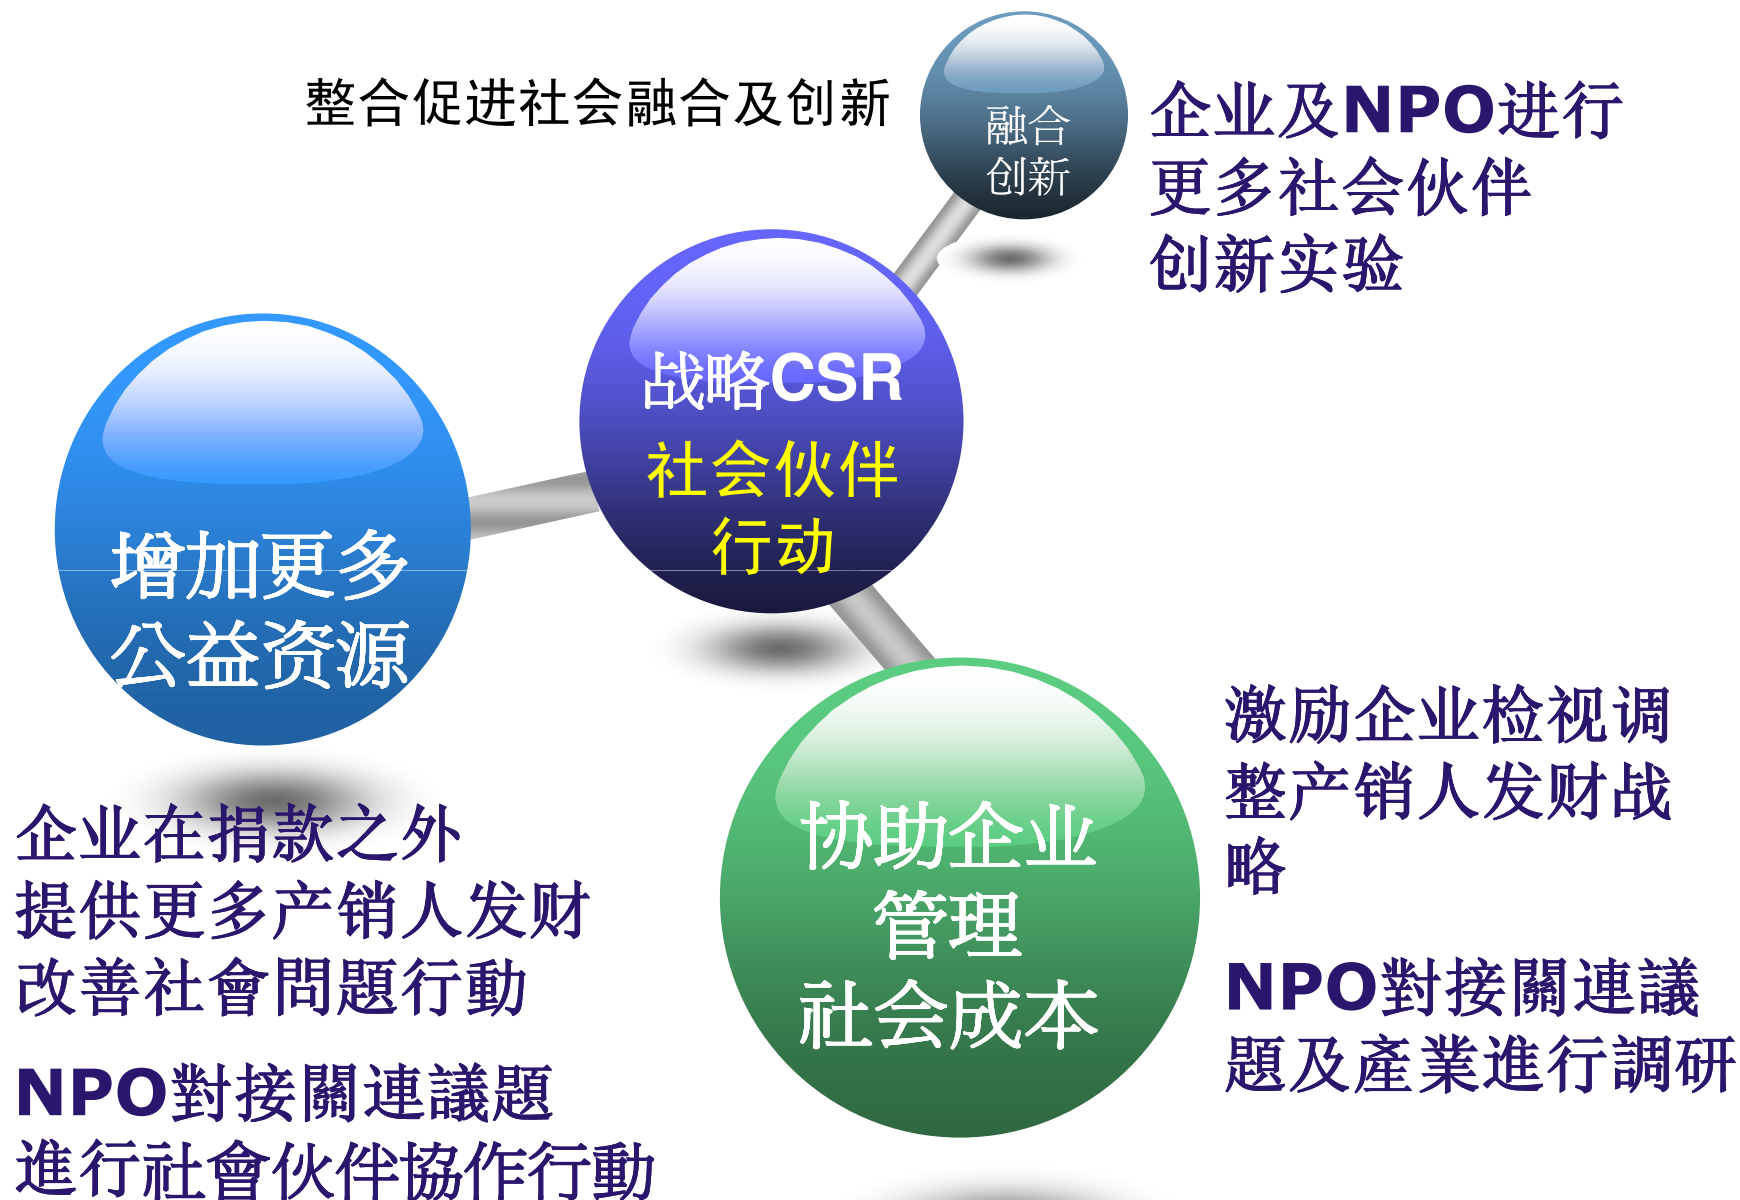 整合促进社会融合及创新
融合
创新
企业及NPO进行
更多社会伙伴
创新实验
战略CSR
社会伙伴
行动
增加更多
公益资源
企业在捐款之外
提供更多产销人发财
改善社會問題行動
NPO對接關連議題
進行社會伙伴協作行動
协助企业
管理
社会成本
激励企业检视调
整产销人发财战
略
NPO對接關連議
題及產業進行調研